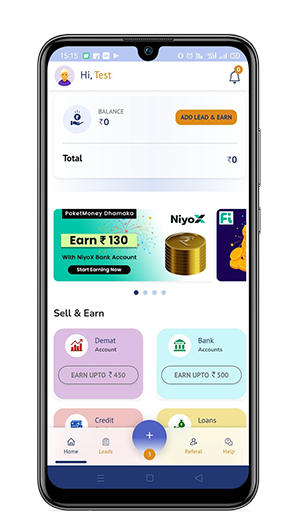 15:15
Hi, Test
BALANCE
₹0
ADD LEAD & EARN
Total
₹0
PoketMoney Dhamaka
NiyoX
Earn ₹ 130
With NiyoX Bank Account
Start Earning Now
Fi
Sell & Earn
Demat
Account
Bank
Accounts
EARN UPTO ₹ 450
EARN UPTO ₹ 500
Credit
Loans
+
Home
Leads
3
Referal
Help